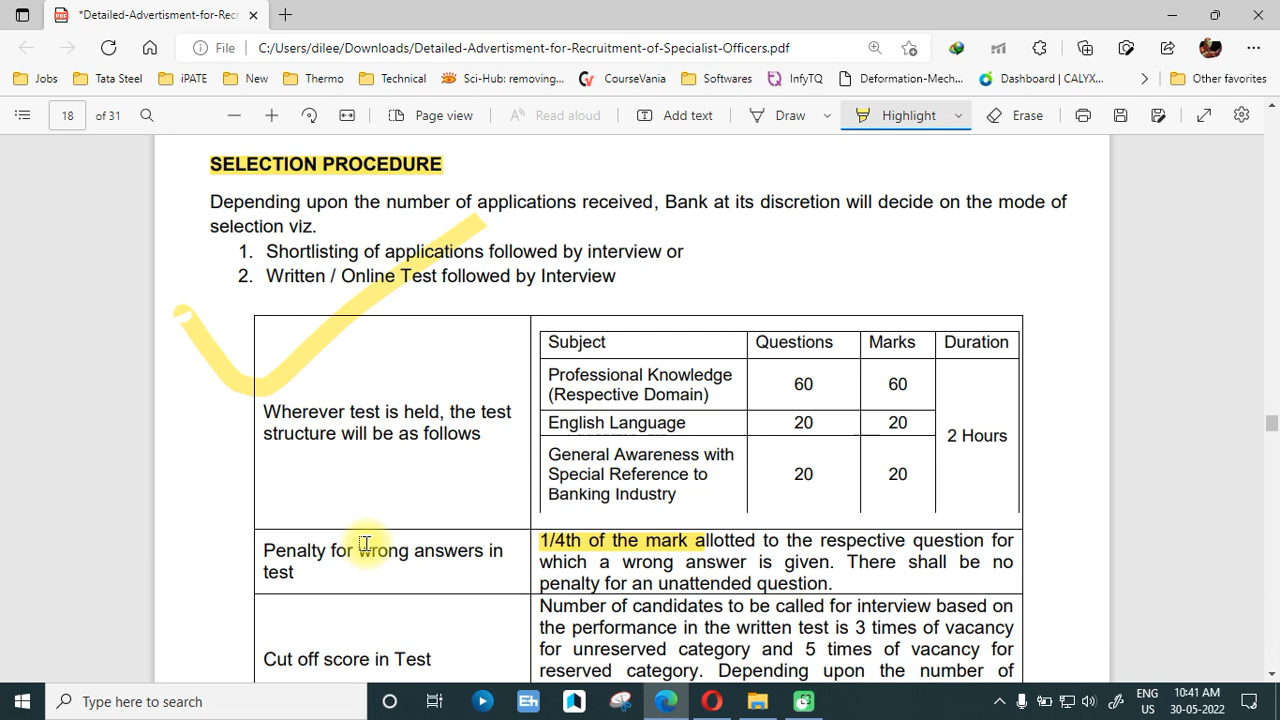 *Detailed-Advertisment-for-Recr
File
C:/Users/dilee/Downloads/Detailed-Advertisment-for-Recruitment-of-Specialist-Officers.pdf
Jobs
Tata Steel
iPATE
New
Thermo
Technical
Sci-Hub: removing...
CourseVania
Softwares
InfyTQ
Deformation-Mech...
Dashboard | CALYX...
Other favorites
18 of 31
Page view
Read aloud
Add text
Draw
Highlight
Erase
SELECTION PROCEDURE
Depending upon the number of applications received, Bank at its discretion will decide on the mode of
selection viz.
1. Shortlisting of applications followed by interview or
2. Written / Online Test followed by Interview
Wherever test is held, the test
structure will be as follows
Subject Questions Marks Duration
Professional Knowledge
(Respective Domain) 60 60
English Language 20 20
2 Hours
General Awareness with
Special Reference to 20 20
Banking Industry
Penalty for wrong answers in
test
1/4th of the mark allotted to the respective question for
which a wrong answer is given. There shall be no
penalty for an unattended question.
Cut off score in Test
Number of candidates to be called for interview based on
the performance in the written test is 3 times of vacancy
for unreserved category and 5 times of vacancy for
reserved category. Depending upon the number of
Type here to search
Eh
ENG
US
10:41 AM
30-05-2022